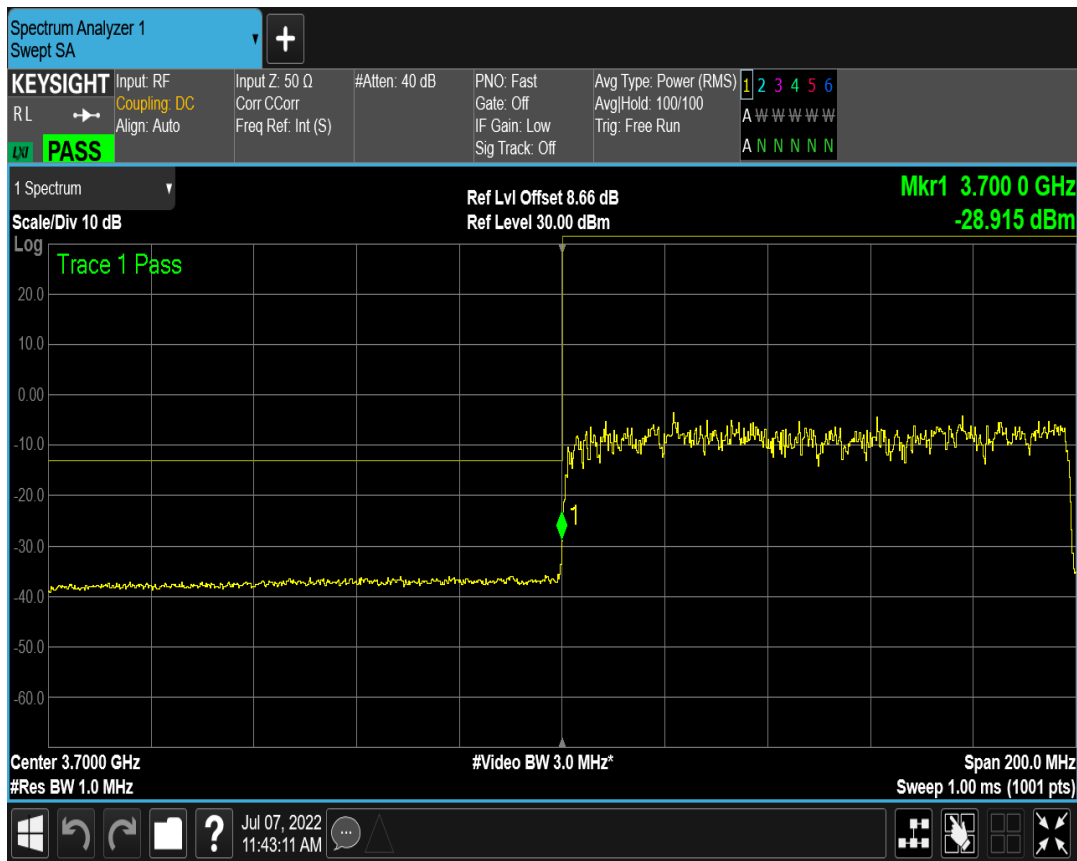 Spectrum Analyzer 1
Swept SA
+
KEYSIGHT
RL
LXI PASS
Input: RF
Coupling: DC
Align: Auto
Input Z: 50 Ω
Corr CCorr
Freq Ref: Int (S)
#Atten: 40 dB
PNO: Fast
Gate: Off
IF Gain: Low
Sig Track: Off
Avg Type: Power (RMS)
Avg|Hold: 100/100
Trig: Free Run
1 2 3 4 5 6
A W W W W W
A N N N N N
1 Spectrum
Scale/Div 10 dB
Ref Lvl Offset 8.66 dB
Ref Level 30.00 dBm
Mkr1 3.700 0 GHz
-28.915 dBm
Log
Trace 1 Pass
20.0
10.0
0.00
-10.0
-20.0
1
-30.0
-40.0
-50.0
-60.0
Center 3.7000 GHz
#Video BW 3.0 MHz*
Span 200.0 MHz
#Res BW 1.0 MHz
Sweep 1.00 ms (1001 pts)
?
Jul 07, 2022
11:43:11 AM